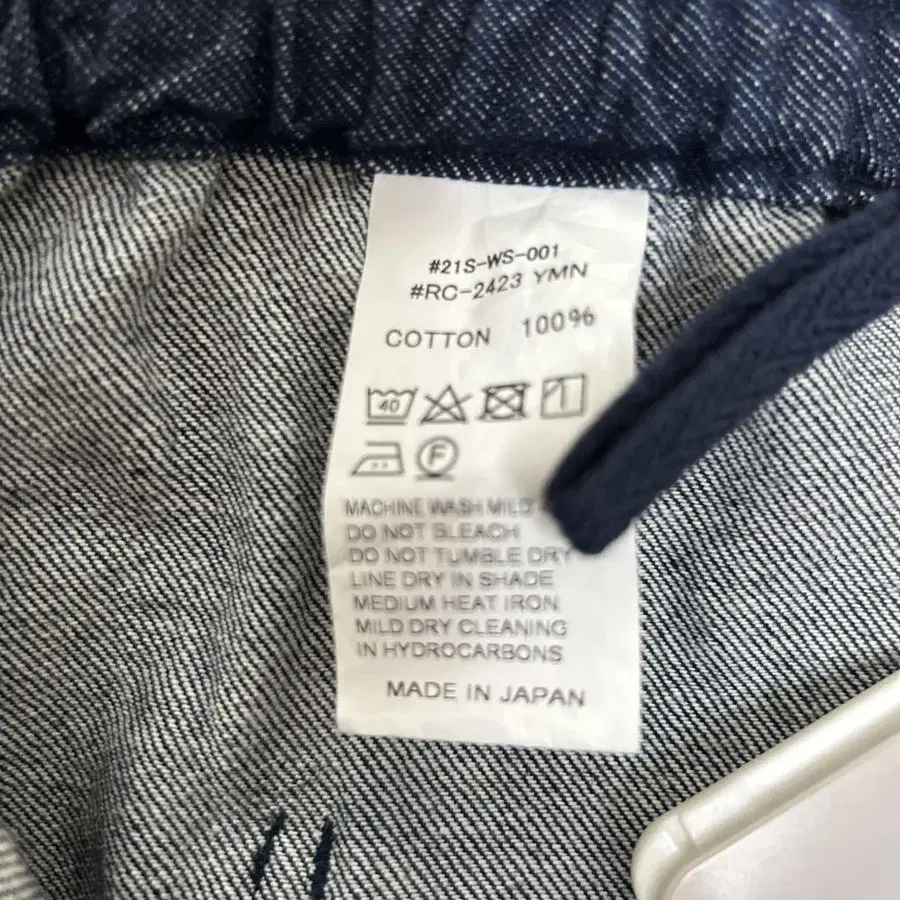 #21S-WS-001
#RC-2423 YMN
COTTON 100%
40
F
MACHINE WASH MILD
DO NOT BLEACH
DO NOT TUMBLE DRY
LINE DRY IN SHADE
MEDIUM HEAT IRON
MILD DRY CLEANING
IN HYDROCARBONS
MADE IN JAPAN